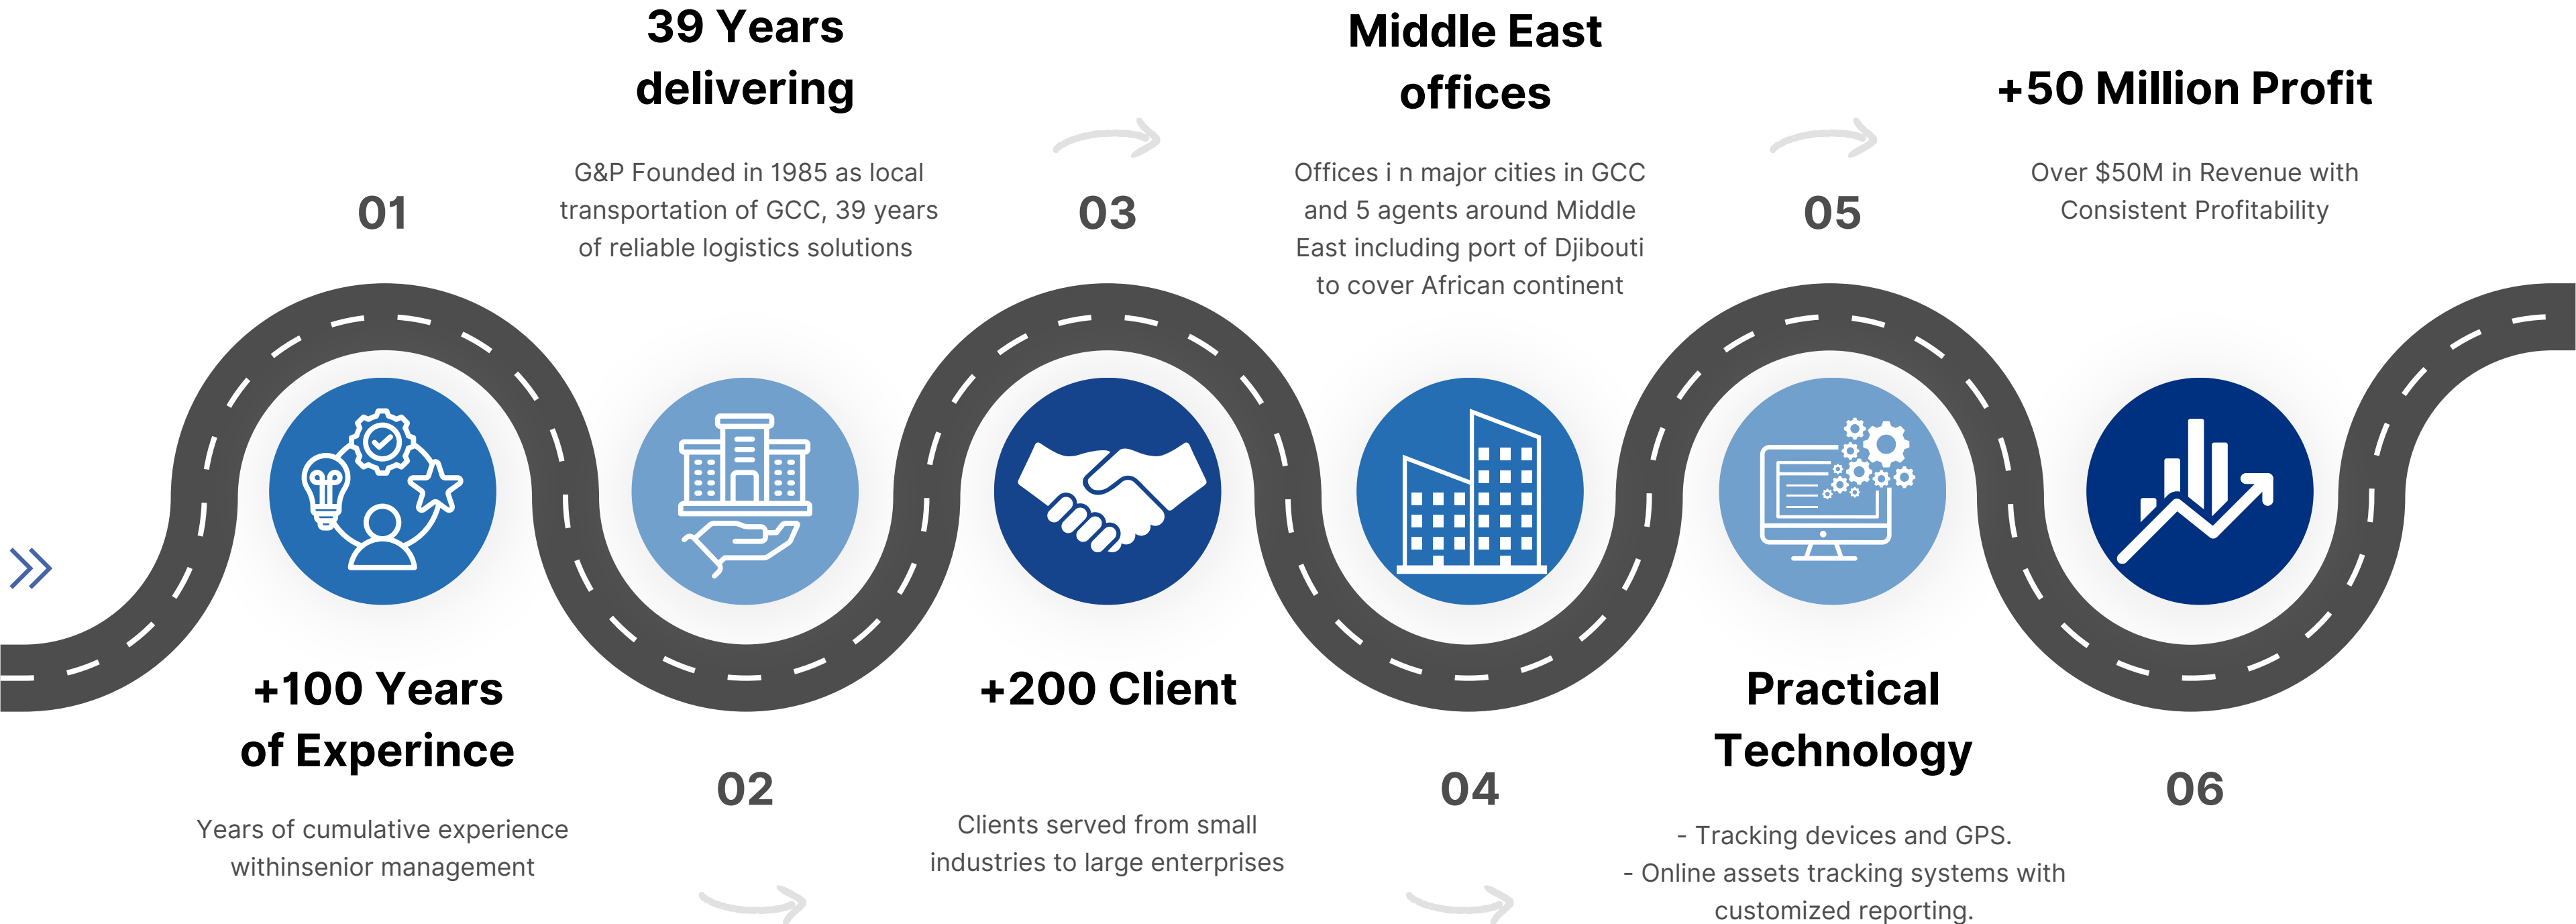 01
+100 Years
of Experince
Years of cumulative experience
withinsenior management
39 Years
delivering
G&P Founded in 1985 as local
transportation of GCC, 39 years
of reliable logistics solutions
02
03
+200 Client
Clients served from small
industries to large enterprises
Middle East
offices
Offices i n major cities in GCC
and 5 agents around Middle
East including port of Djibouti
to cover African continent
04
05
Practical
Technology
- Tracking devices and GPS.
- Online assets tracking systems with
customized reporting.
+50 Million Profit
Over $50M in Revenue with
Consistent Profitability
06